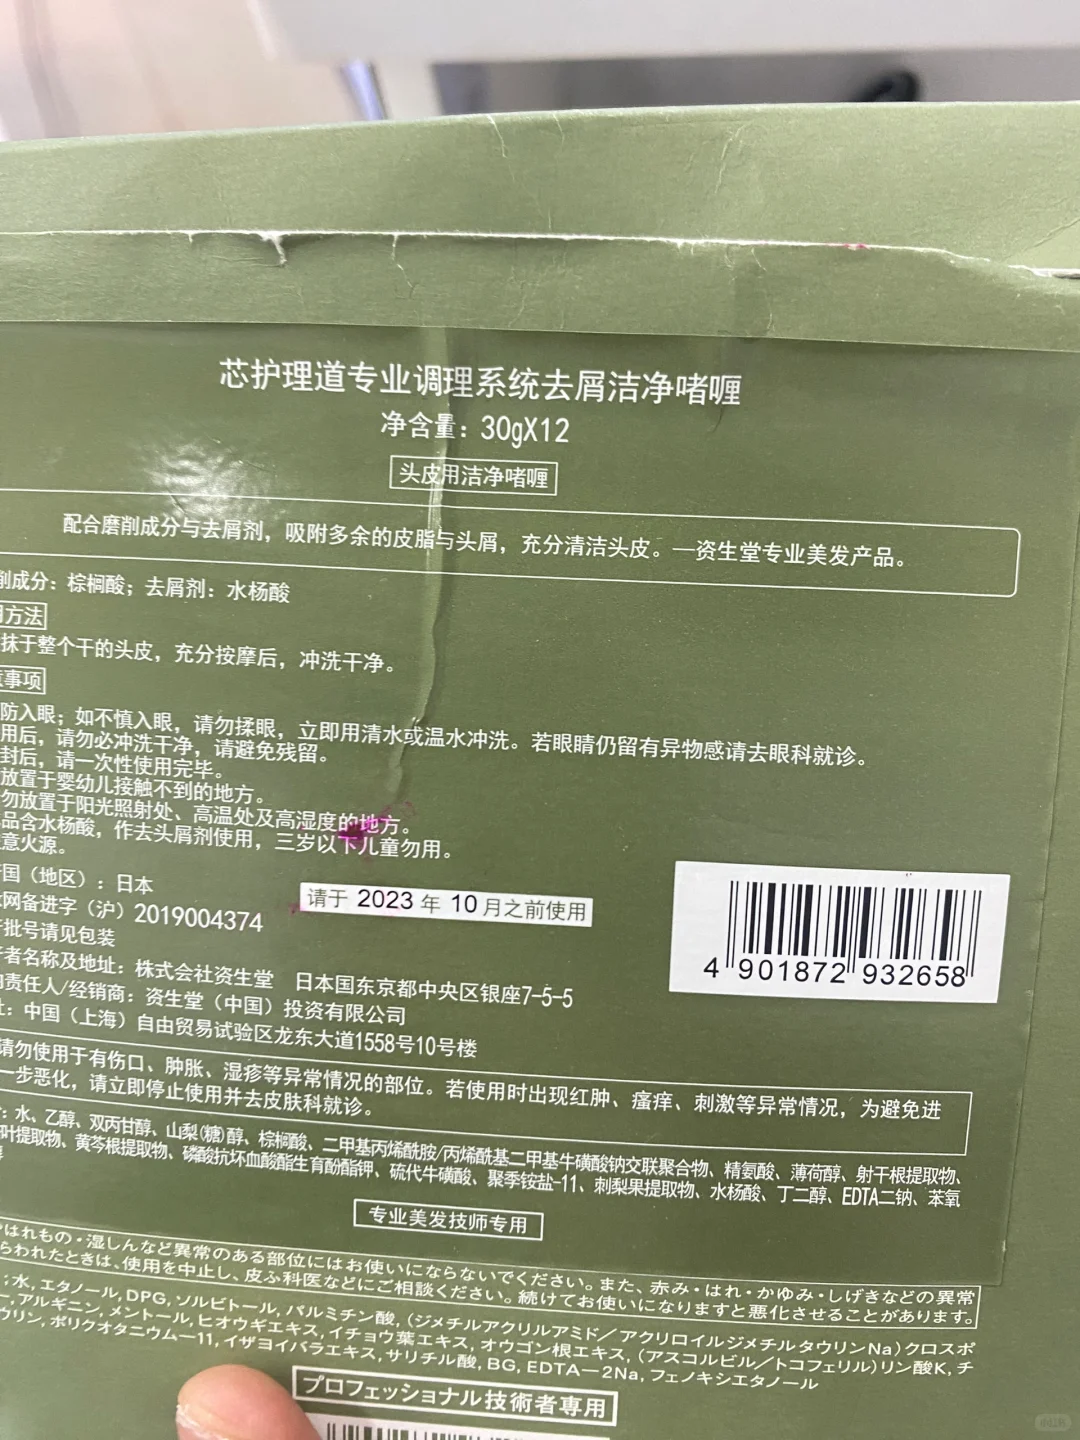 芯护理道专业调理系统去屑洁净啫喱
净含量：30gX12
头皮用洁净啫喱
配合磨削成分与去屑剂，吸附多余的皮脂与头屑，充分清洁头皮。—资生堂专业美发产品。
削成分：棕榈酸；去屑剂：水杨酸
方法
抹于整个干的头皮，充分按摩后，冲洗干净。
事项
防入眼；如不慎入眼，请勿揉眼，立即用清水或温水冲洗。若眼睛仍留有异物感请去眼科就诊。
用后，请勿必冲洗干净，请避免残留。
封后，请一次性使用完毕。
放置于婴幼儿接触不到的地方。
勿放置于阳光照射处、高温处及高湿度的地方。
品含水杨酸，作去头屑剂使用，三岁以下儿童勿用。
意火源。
国（地区）：日本
网备进字（沪）2019004374
请于 2023 年 10 月之前使用
批号请见包装
者名称及地址：株式会社资生堂 日本国东京都中央区银座7-5-5
责任人/经销商：资生堂（中国）投资有限公司
：中国（上海）自由贸易试验区龙东大道1558号10号楼
4 901872 932658
请勿使用于有伤口、肿胀、湿疹等异常情况的部位。若使用时出现红肿、瘙痒、刺激等异常情况，为避免进
一步恶化，请立即停止使用并去皮肤科就诊。
：水、乙醇、双丙甘醇、山梨(糖)醇、棕榈酸、二甲基丙烯酰胺/丙烯酰基二甲基牛磺酸钠交联聚合物、精氨酸、薄荷醇、射干根提取物、
叶提取物、黄芩根提取物、磷酸抗坏血酸酯生育酚酯钾、硫代牛磺酸、聚季铵盐-11、刺梨果提取物、水杨酸、丁二醇、EDTA二钠、苯氧
专业美发技师专用
はれもの・湿しんなど異常のある部位にはお使いにならないでください。また、赤み・はれ・かゆみ・しげきなどの異常
らわれたときは、使用を中止し、皮ふ科医などにご相談ください。続けてお使いになりますと悪化させることがあります。
；水，エタノール，DPG，ソルビトール，パルミチン酸，（ジメチルアクリルアミド／アクリロイルジメチルタウリンNa）クロスポ
ー，アルギニン，メントール，ヒオウギエキス，イチョウ葉エキス，オウゴン根エキス，（アスコルビル／トコフェリル）リン酸K，チ
ウリン，ポリクオタニウム―11，イザヨイバラエキス，サリチル酸，BG，EDTA―2Na，フェノキシエタノール
プロフェッショナル技術者専用